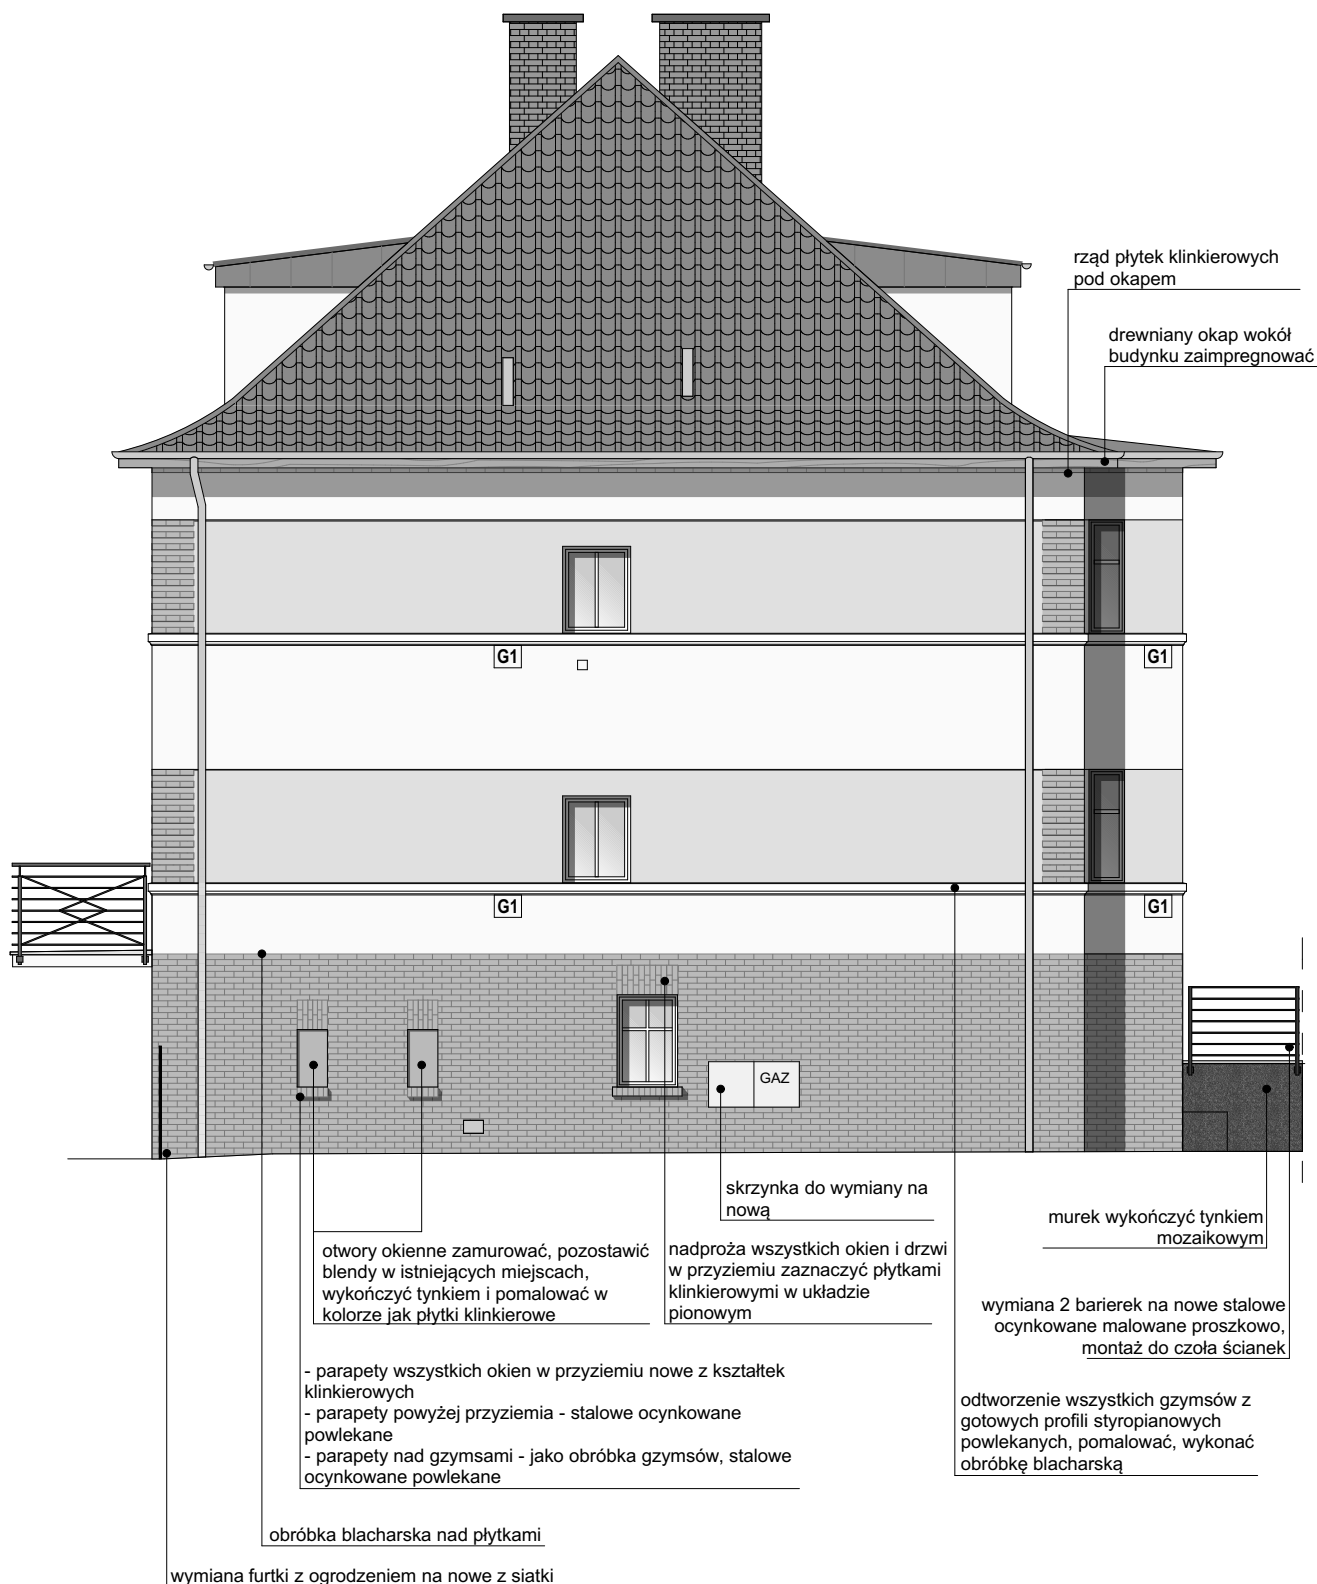 rząd płytek klinkierowych
pod okapem
drewniany okap wokół
budynku zaimpregnować
G1
G1
G1
G1
GAZ
skrzynka do wymiany na
nową
murek wykończyć tynkiem
mozaikowym
otwory okienne zamurować, pozostawić
blendy w istniejących miejscach,
wykończyć tynkiem i pomalować w
kolorze jak płytki klinkierowe
nadproża wszystkich okien i drzwi
w przyziemiu zaznaczyć płytkami
klinkierowymi w układzie
pionowym
wymiana 2 barierek na nowe stalowe
ocynkowane malowane proszkowo,
montaż do czoła ścianek
- parapety wszystkich okien w przyziemiu nowe z kształtek
klinkierowych
- parapety powyżej przyziemia - stalowe ocynkowane
powlekane
- parapety nad gzymsami - jako obróbka gzymsów, stalowe
ocynkowane powlekane
odtworzenie wszystkich gzymsów z
gotowych profili styropianowych
powlekanych, pomalować, wykonać
obróbkę blacharską
obróbka blacharska nad płytkami
wymiana furtki z ogrodzeniem na nowe z siatki